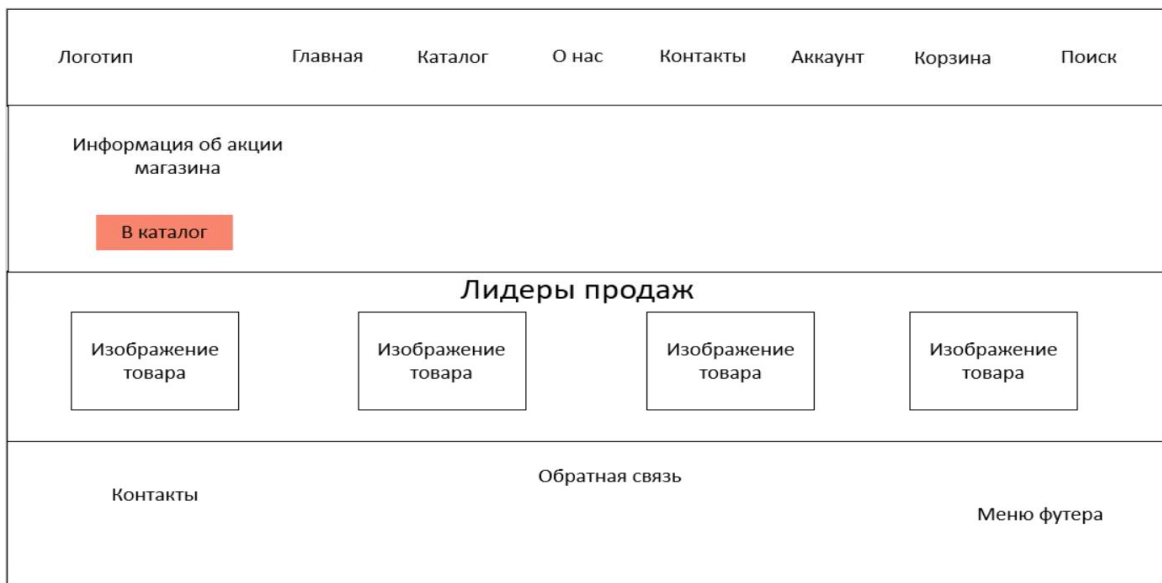 Логотип Главная Каталог О нас Контакты Аккаунт Корзина Поиск
Информация об акции
магазина
В каталог
Лидеры продаж
Изображение
товара
Изображение
товара
Изображение
товара
Изображение
товара
Контакты
Обратная связь
Меню футера